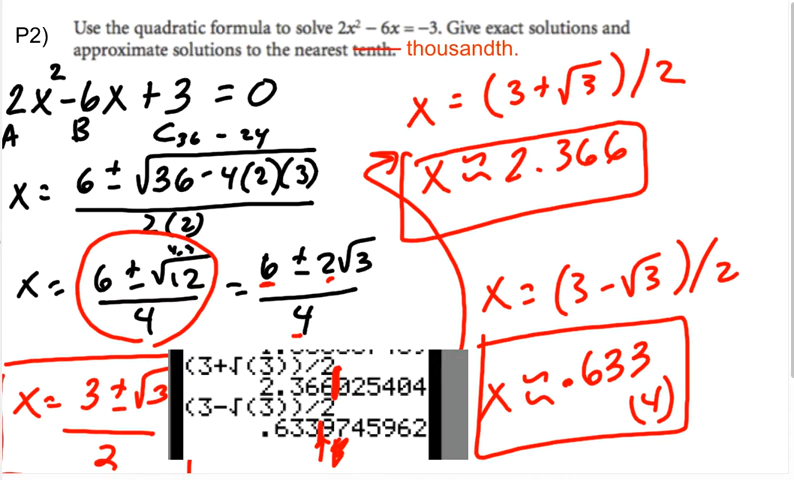 P2) Use the quadratic formula to solve 2x² – 6x = –3. Give exact solutions and
approximate solutions to the nearest tenth. thousandth.
2x² - 6x + 3 = 0
A B C 36 - 24
x = 6 ± √36 - 4(2)(3)
2(2)
4·3
x = 6 ± √12 = 6 ± 2√3
4 4
x = 3 ± √3
2
(3+√(3))/2
2.366025404
(3-√(3))/2
.6339745962
x = (3+√3)/2
x ≈ 2.366
x = (3-√3)/2
x ≈ .633
(4)